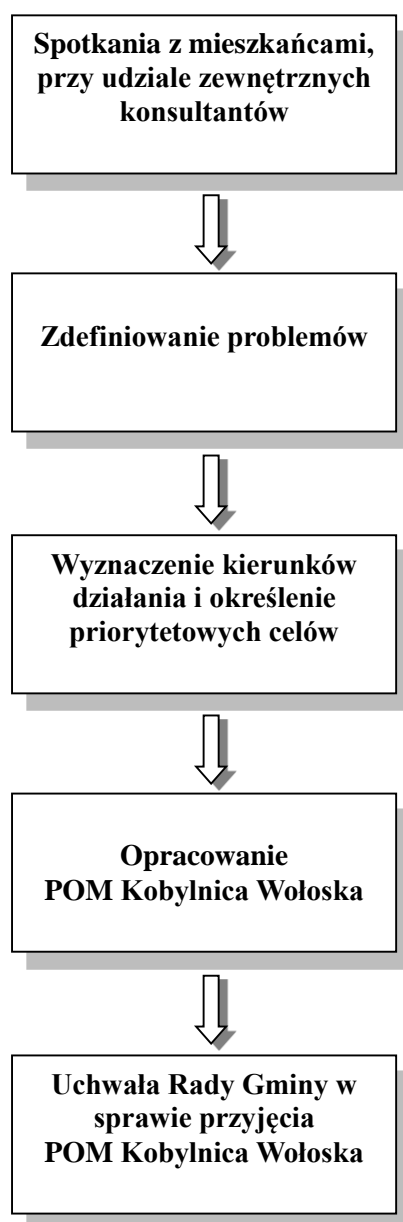 Spotkania z mieszkańcami,
przy udziale zewnętrznych
konsultantów
Zdefiniowanie problemów
Wyznaczenie kierunków
działania i określenie
priorytetowych celów
Opracowanie
POM Kobylnica Wołoska
Uchwała Rady Gminy w
sprawie przyjęcia
POM Kobylnica Wołoska